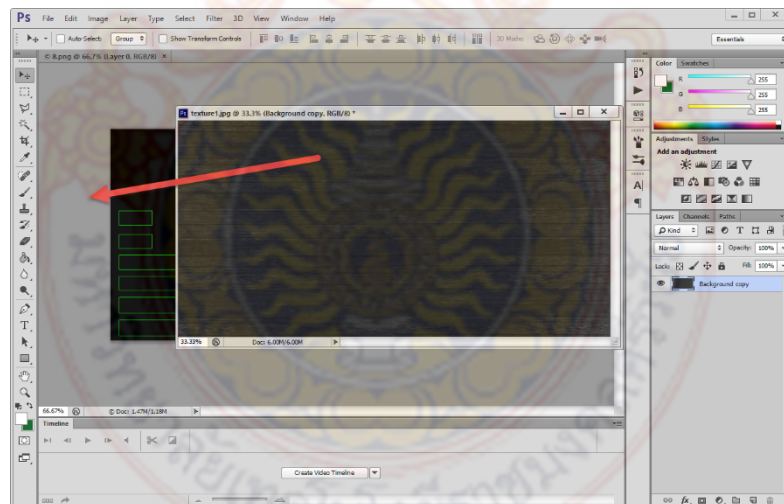 Ps File Edit Image Layer Type Select Filter 3D View Window Help
Auto-Select: Group Show Transform Controls 3D Mode: Essentials
© 8.png @ 66.7% (Layer 0, RGB/8) ×
Color Swatches
R 255
G 255
B 255
Ps texture1.jpg @ 33.3% (Background copy, RGB/8) *
Adjustments Styles
Add an adjustment
Layers Channels Paths
Kind
Normal Opacity: 100%
Lock: Fill: 100%
Background copy
33.33% Doc: 6.00M/6.00M
66.67% © Doc: 1.47M/1.18M
Timeline
Create Video Timeline